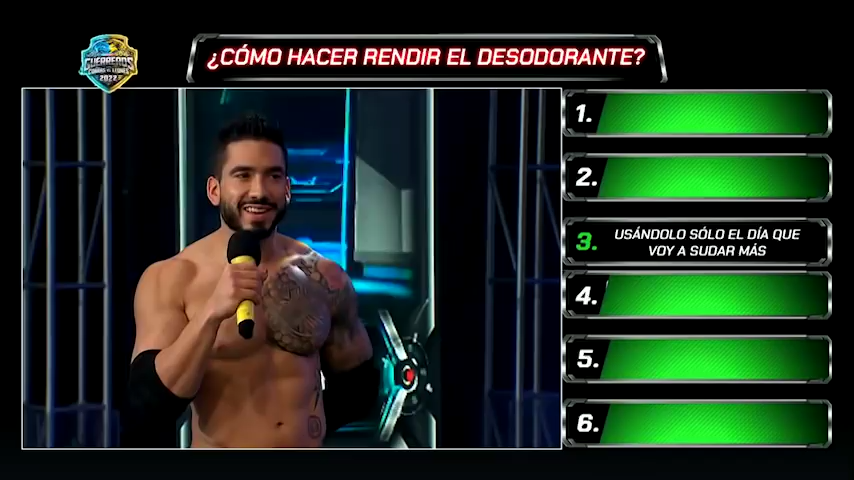 ¿CÓMO HACER RENDIR EL DESODORANTE?
GUERREROS
2022
1.
2.
3. USÁNDOLO SÓLO EL DÍA QUE
VOY A SUDAR MÁS
4.
5.
6.